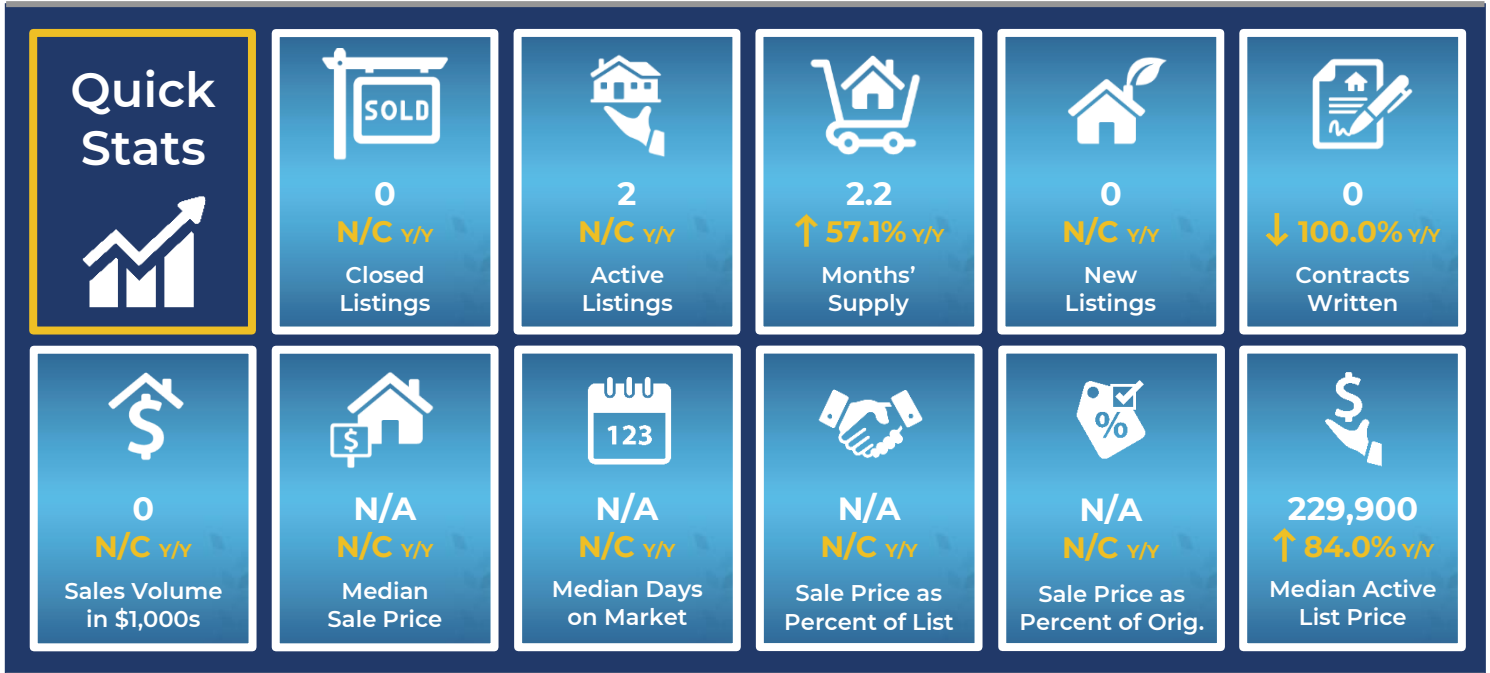 Quick
Stats
SOLD
0
N/C Y/Y
Closed
Listings
2
N/C Y/Y
Active
Listings
2.2
↑ 57.1% Y/Y
Months’
Supply
0
N/C Y/Y
New
Listings
0
↓ 100.0% Y/Y
Contracts
Written
$
0
N/C Y/Y
Sales Volume
in $1,000s
$
N/A
N/C Y/Y
Median
Sale Price
123
N/A
N/C Y/Y
Median Days
on Market
N/A
N/C Y/Y
Sale Price as
Percent of List
%
N/A
N/C Y/Y
Sale Price as
Percent of Orig.
$
229,900
↑ 84.0% Y/Y
Median Active
List Price